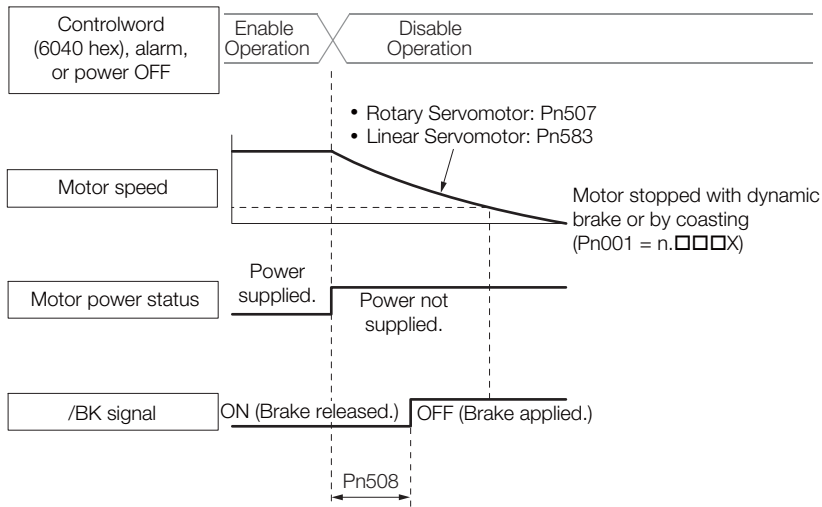 Controlword
(6040 hex), alarm,
or power OFF
Enable
Operation
Disable
Operation
• Rotary Servomotor: Pn507
• Linear Servomotor: Pn583
Motor speed
Motor stopped with dynamic
brake or by coasting
(Pn001 = n.□□□X)
Motor power status
Power
supplied.
Power not
supplied.
/BK signal
ON (Brake released.)
OFF (Brake applied.)
Pn508